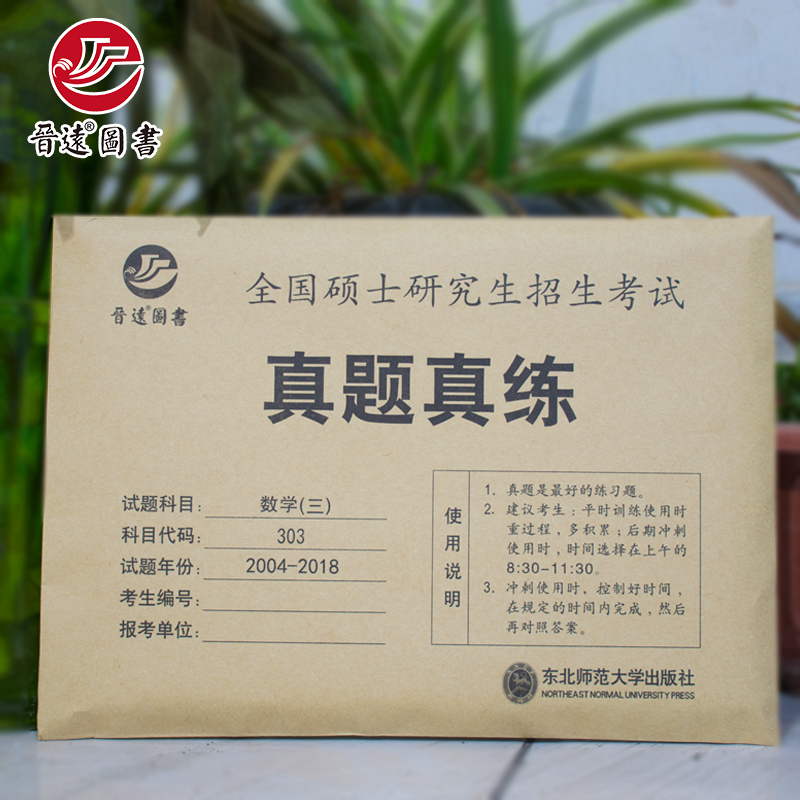 晋遠®圖書
晋遠®圖書
全国硕士研究生招生考试
真题真练
试题科目：数学(三)
科目代码：303
试题年份：2004-2018
考生编号：
报考单位：
使用说明
1. 真题是最好的练习题。
2. 建议考生：平时训练使用时
重过程，多积累；后期冲刺
使用时，时间选择在上午的
8:30-11:30。
3. 冲刺使用时，控制好时间，
在规定的时间内完成，然后
再对照答案。
东北师范大学出版社
NORTHEAST NORMAL UNIVERSITY PRESS